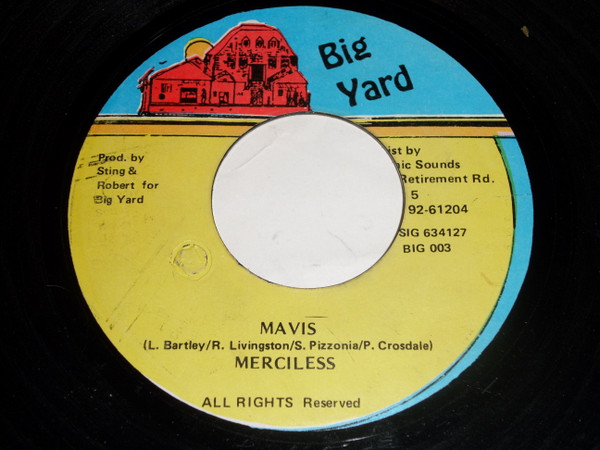 Big
Yard
Prod. by
Sting &
Robert for
Big Yard
ist by
nic Sounds
Retirement Rd.
5
92-61204
SIG 634127
BIG 003
MAVIS
(L. Bartley/R. Livingston/S. Pizzonia/P. Crosdale)
MERCILESS
ALL RIGHTS Reserved